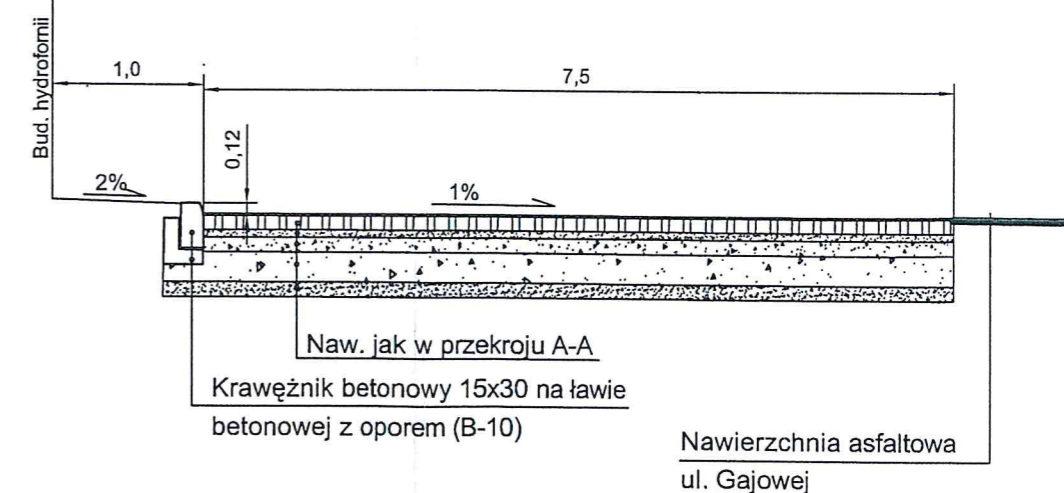 Bud. hydrofornii
1,0
7,5
0,12
2%
1%
Naw. jak w przekroju A-A
Krawężnik betonowy 15x30 na ławie
betonowej z oporem (B-10)
Nawierzchnia asfaltowa
ul. Gajowej